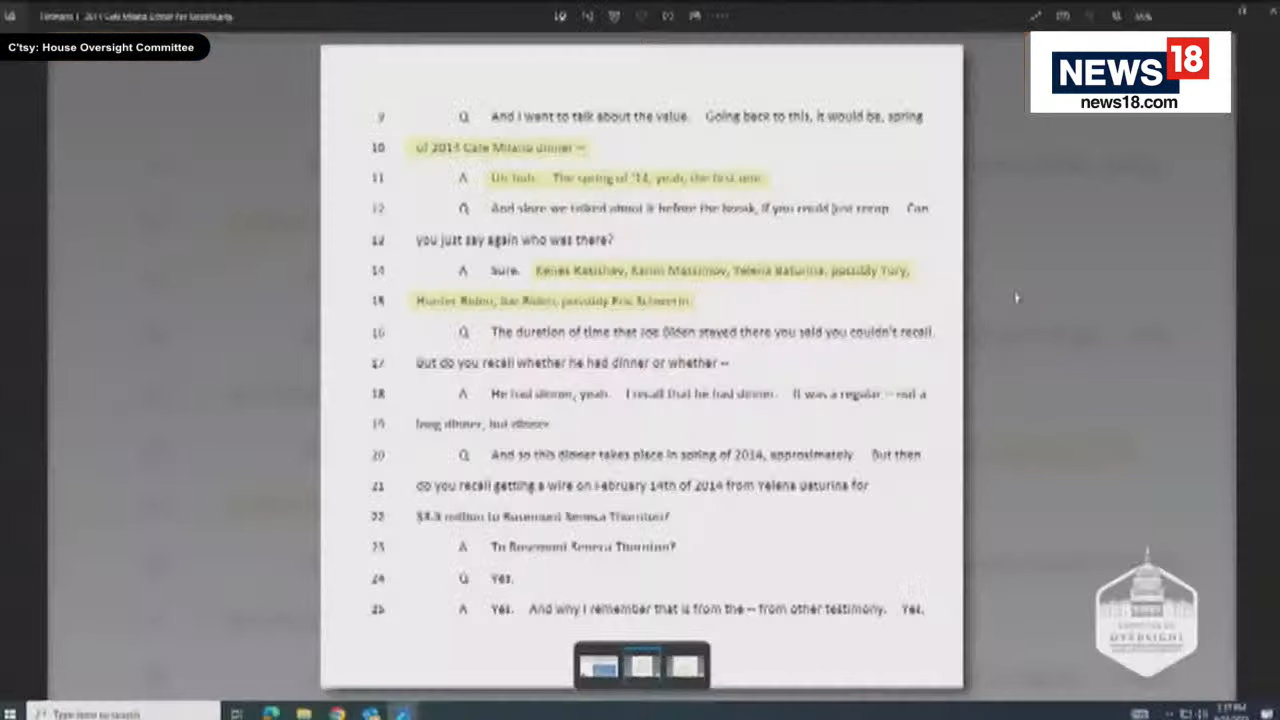 C'tsy: House Oversight Committee
NEWS 18
news18.com
9 Q And I want to talk about the value. Going back to this, it would be, spring
10 of 2014 Cafe Milano dinner --
11 A Uh-huh. The spring of '14, yeah, the first one.
12 Q And since we talked about it before the break, if you could just recap. Can
13 you just say again who was there?
14 A Sure. Kenes Rakishev, Karim Massimov, Yelena Baturina, possibly Yury,
15 Hunter Biden, Joe Biden, possibly Eric Schwerin.
16 Q The duration of time that Joe Biden stayed there you said you couldn't recall.
17 But do you recall whether he had dinner or whether --
18 A He had dinner, yeah. I recall that he had dinner. It was a regular -- not a
19 long dinner, but dinner.
20 Q And so this dinner takes place in spring of 2014, approximately. But then
21 do you recall getting a wire on February 14th of 2014 from Yelena Baturina for
22 million to Rosemont Seneca Thornton?
23 A To Rosemont Seneca Thornton?
24 Q Yes.
25 A Yes. And why I remember that is from the -- from other testimony. Yes,
OVERSIGHT
Type here to search